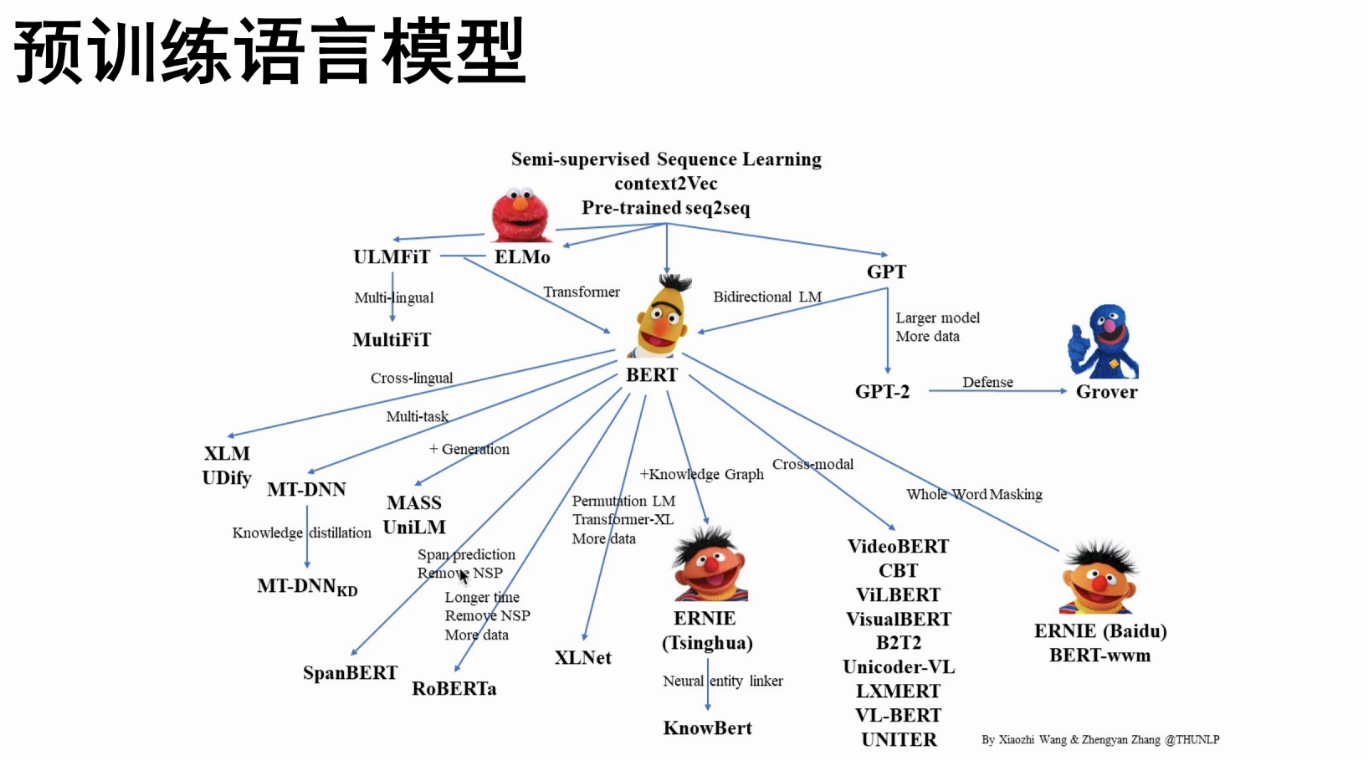 预训练语言模型
Semi-supervised Sequence Learning
context2Vec
Pre-trained seq2seq
ULMFiT
ELMo
GPT
Multi-lingual
Transformer
Bidirectional LM
Larger model
More data
MultiFiT
BERT
GPT-2
Defense
Grover
Cross-lingual
Multi-task
+ Generation
XLM
UDify
MT-DNN
MASS
UniLM
+Knowledge Graph
Cross-modal
Whole Word Masking
Permutation LM
Transformer-XL
More data
Knowledge distillation
MT-DNNKD
Span prediction
Remove NSP
Longer time
Remove NSP
More data
SpanBERT
RoBERTa
XLNet
ERNIE
(Tsinghua)
Neural entity linker
KnowBert
VideoBERT
CBT
ViLBERT
VisualBERT
B2T2
Unicoder-VL
LXMERT
VL-BERT
UNITER
ERNIE (Baidu)
BERT-wwm
By Xiaozhi Wang & Zhengyan Zhang @THUNLP